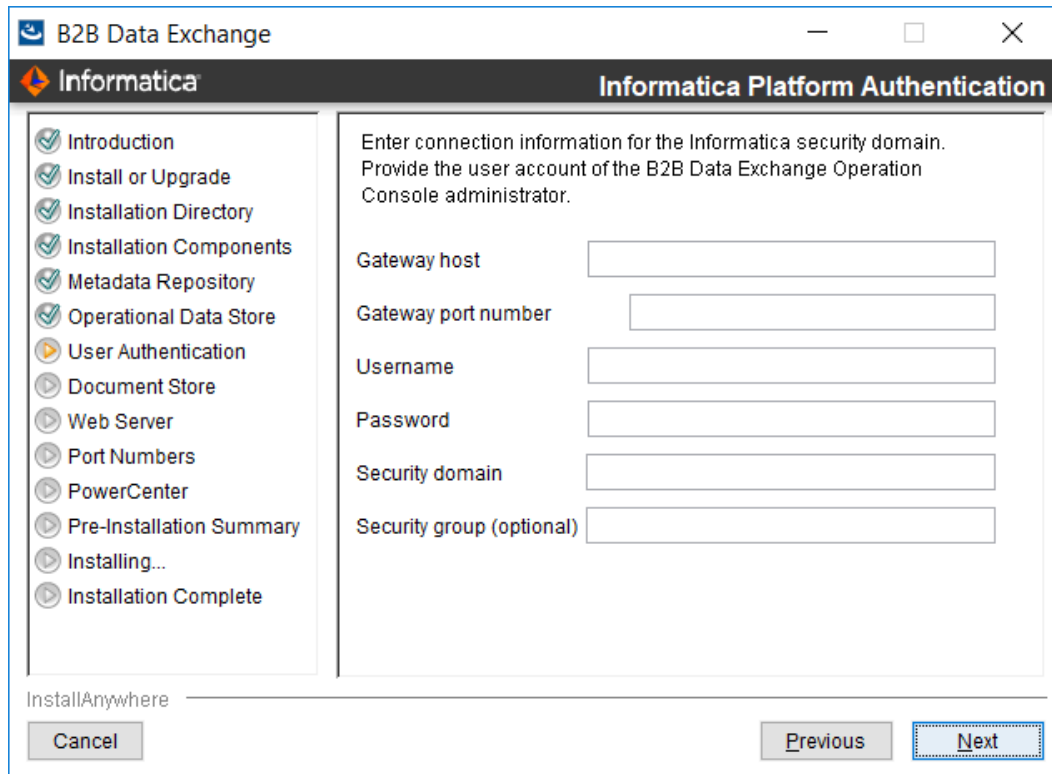 B2B Data Exchange
Informatica
Informatica Platform Authentication
Introduction
Install or Upgrade
Installation Directory
Installation Components
Metadata Repository
Operational Data Store
User Authentication
Document Store
Web Server
Port Numbers
PowerCenter
Pre-Installation Summary
Installing...
Installation Complete
Enter connection information for the Informatica security domain.
Provide the user account of the B2B Data Exchange Operation
Console administrator.
Gateway host
Gateway port number
Username
Password
Security domain
Security group (optional)
InstallAnywhere
Cancel
Previous
Next